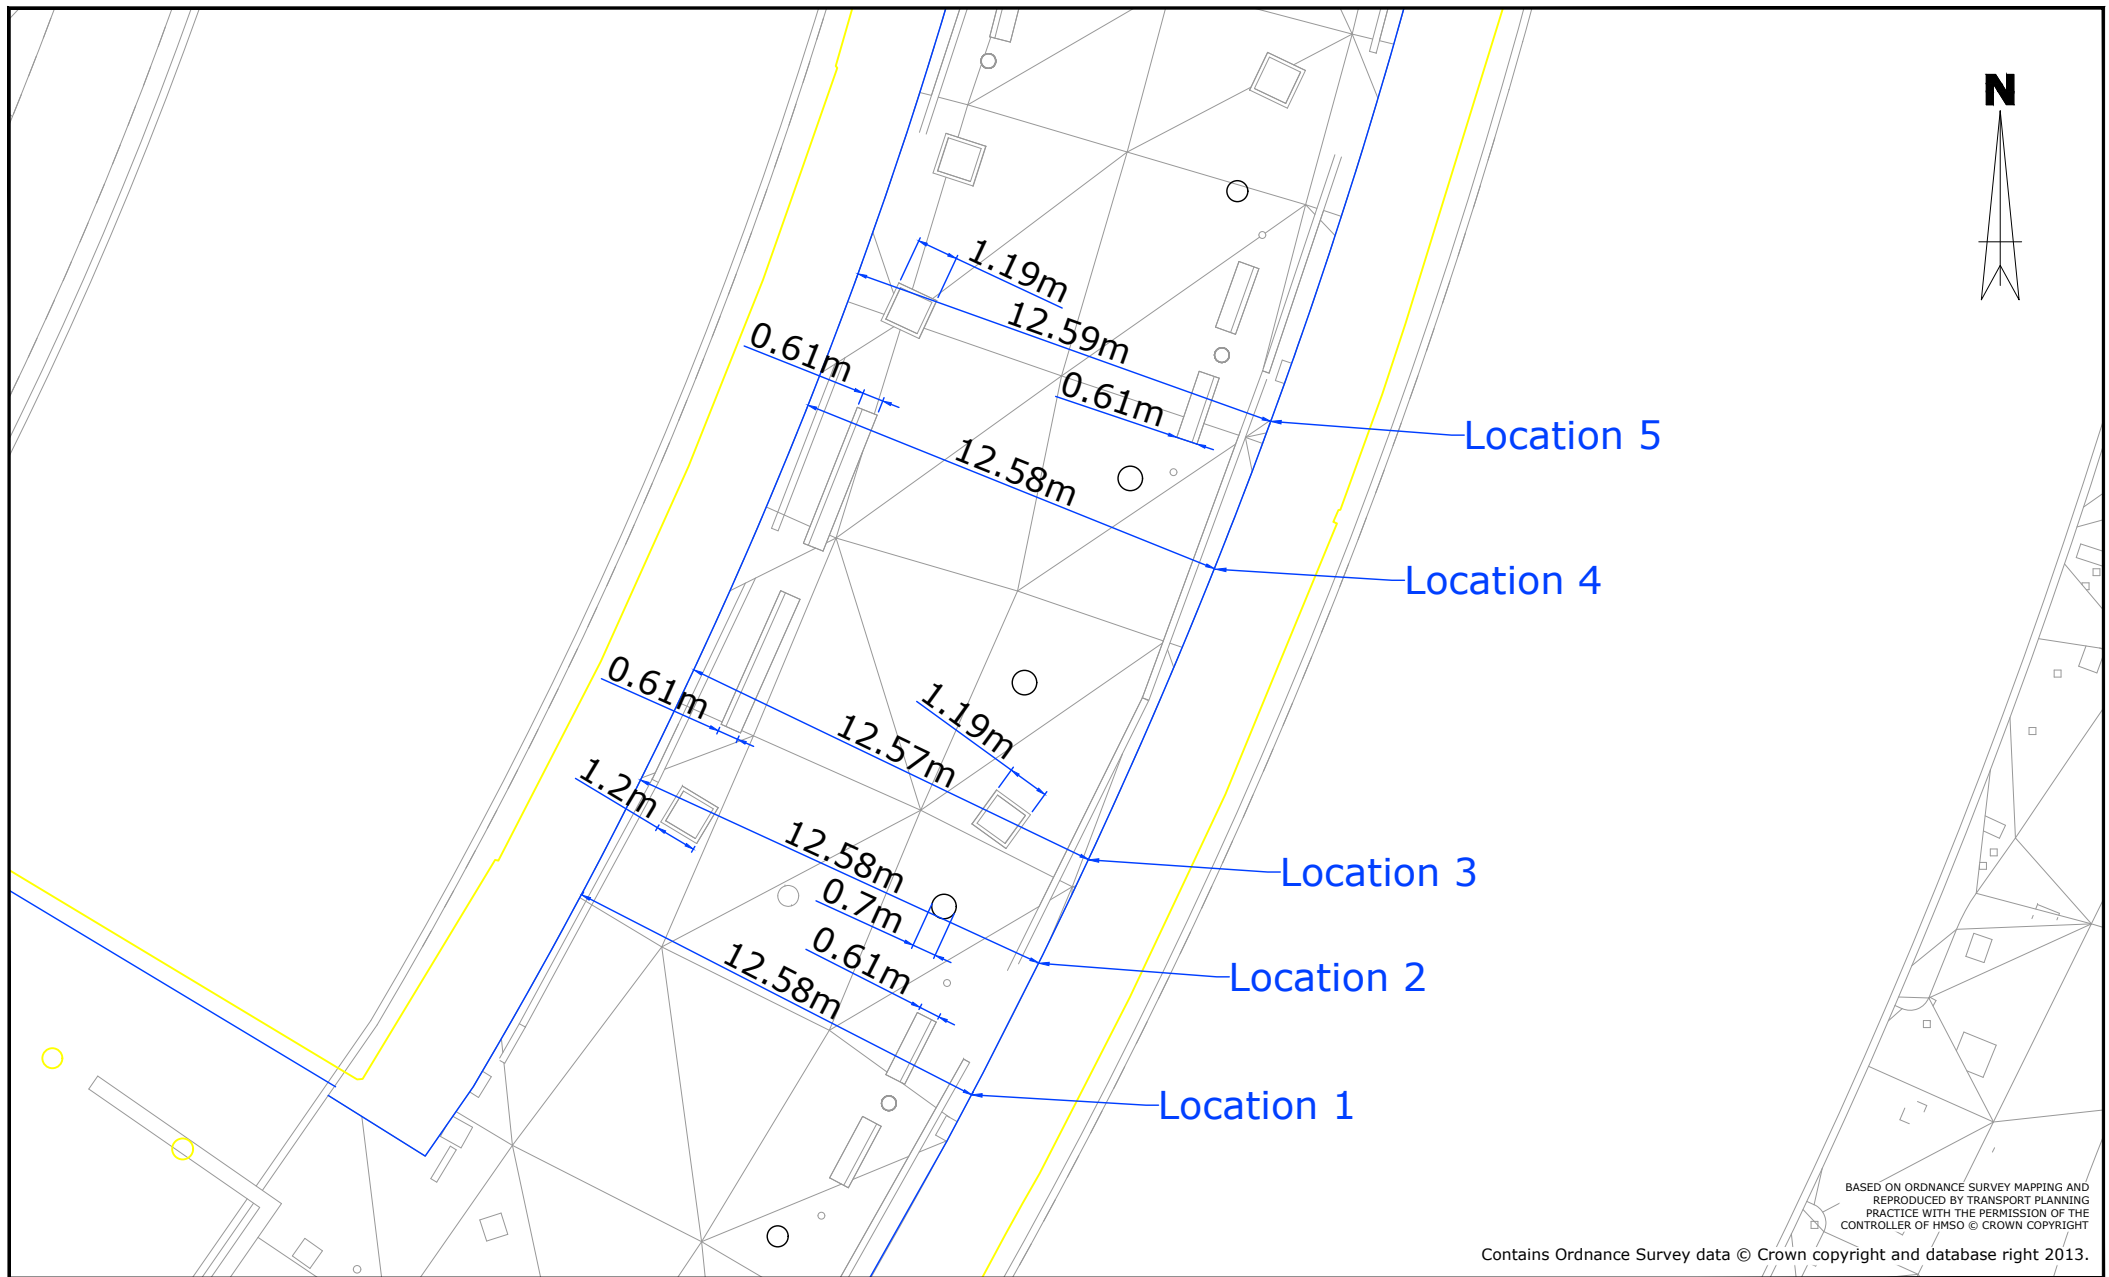 N
1.19m
12.59m
0.61m
0.61m
Location 5
12.58m
Location 4
0.61m
1.19m
12.57m
1.2m
12.58m
Location 3
0.7m
0.61m
12.58m
Location 2
Location 1
BASED ON ORDNANCE SURVEY MAPPING AND
REPRODUCED BY TRANSPORT PLANNING
PRACTICE WITH THE PERMISSION OF THE
CONTROLLER OF HMSO © CROWN COPYRIGHT
Contains Ordnance Survey data © Crown copyright and database right 2013.